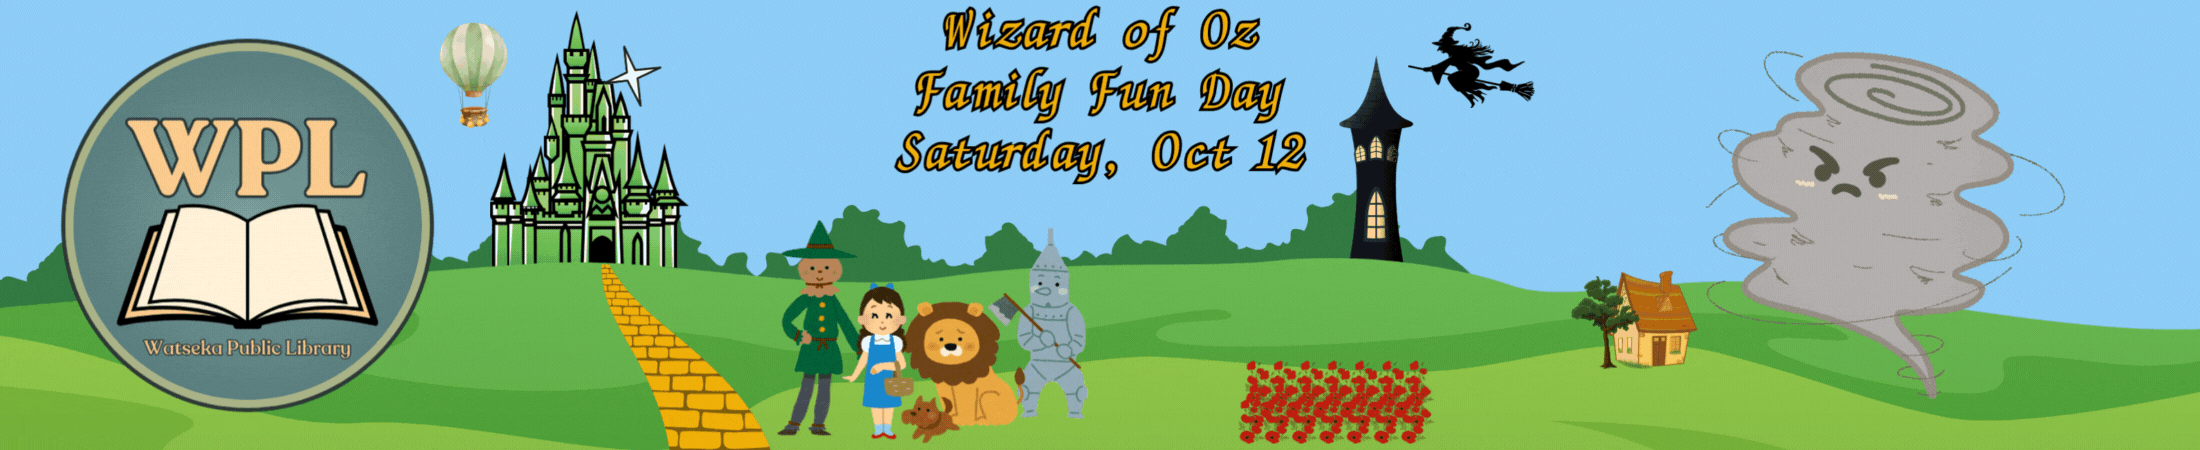 WPL
Watseka Public Library
Wizard of Oz
Family Fun Day
Saturday, Oct 12